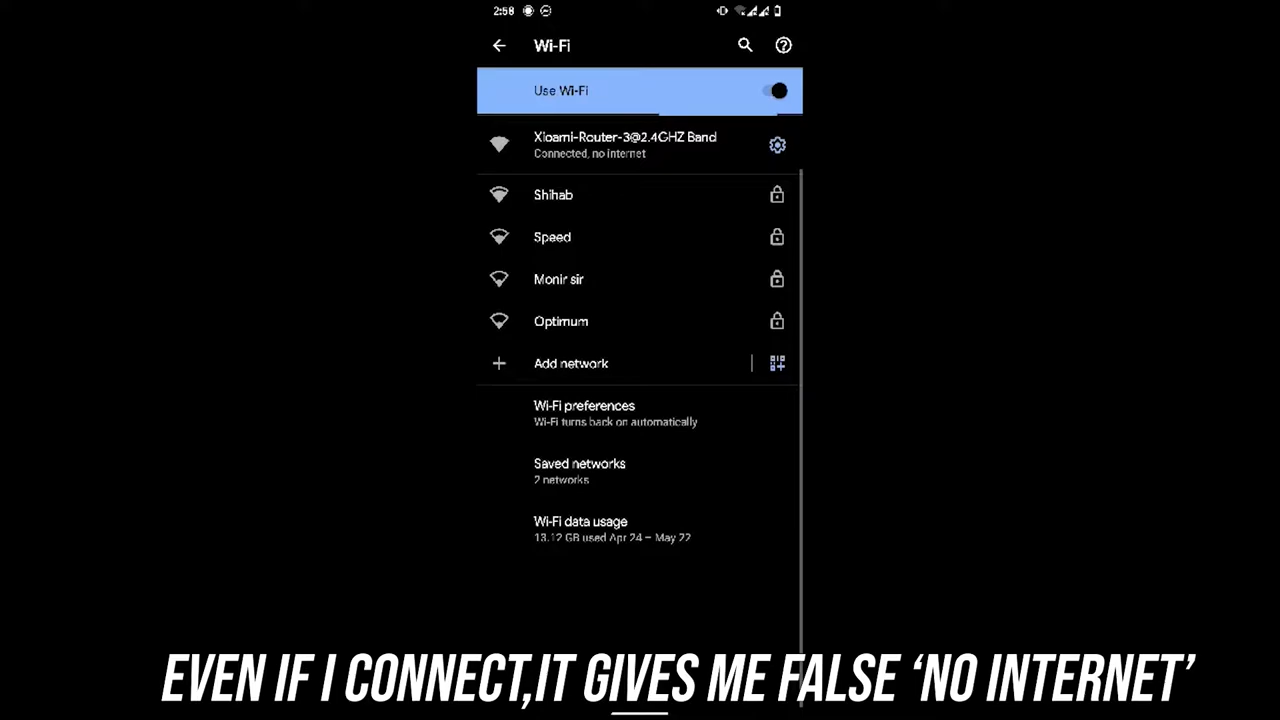 2:58
Wi-Fi
Use Wi-Fi
Xioami-Router-3@2.4GHZ Band
Connected, no internet
Shihab
Speed
Monir sir
Optimum
Add network
Wi-Fi preferences
Wi-Fi turns back on automatically
Saved networks
2 networks
Wi-Fi data usage
13.12 GB used Apr 24 – May 22
EVEN IF I CONNECT,IT GIVES ME FALSE ‘NO INTERNET’